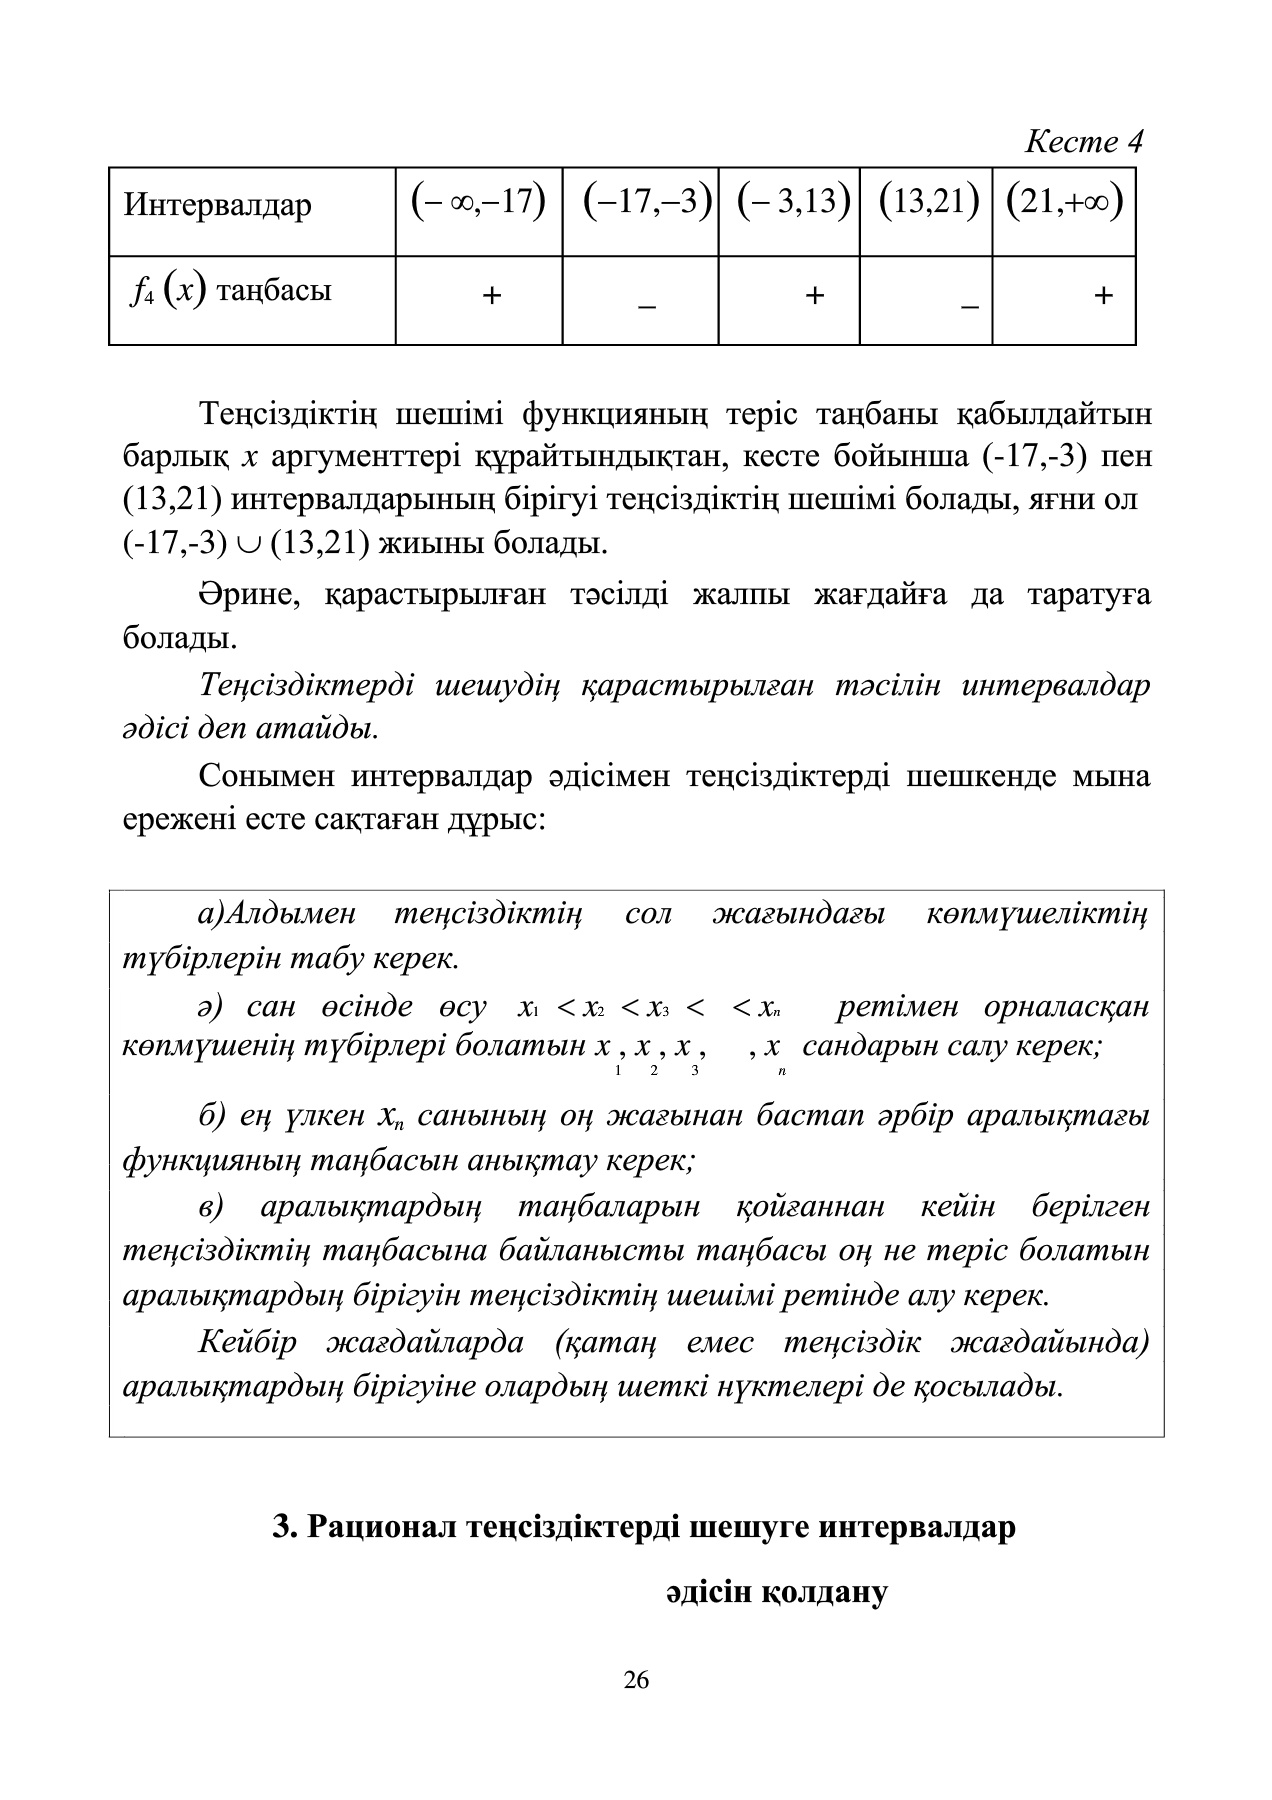 Кесте 4
Интервалдар (– ∞,–17) (–17,–3) (– 3,13) (13,21) (21,+∞)
f₄ (x) таңбасы + – + – +
Теңсіздіктің шешімі функцияның теріс таңбаны қабылдайтын
барлық x аргументтері құрайтындықтан, кесте бойынша (-17,-3) пен
(13,21) интервалдарының бірігуі теңсіздіктің шешімі болады, яғни ол
(-17,-3) ∪ (13,21) жиыны болады.
Әрине, қарастырылған тәсілді жалпы жағдайға да таратуға
болады.
Теңсіздіктерді шешудің қарастырылған тәсілін интервалдар
әдісі деп атайды.
Сонымен интервалдар әдісімен теңсіздіктерді шешкенде мына
ережені есте сақтаған дұрыс:
а)Алдымен теңсіздіктің сол жағындағы көпмүшеліктің
түбірлерін табу керек.
ә) сан өсінде өсу x₁ < x₂ < x₃ < < xₙ ретімен орналасқан
көпмүшенің түбірлері болатын x₁, x₂, x₃, , xₙ сандарын салу керек;
б) ең үлкен xₙ санының оң жағынан бастап әрбір аралықтағы
функцияның таңбасын анықтау керек;
в) аралықтардың таңбаларын қойғаннан кейін берілген
теңсіздіктің таңбасына байланысты таңбасы оң не теріс болатын
аралықтардың бірігуін теңсіздіктің шешімі ретінде алу керек.
Кейбір жағдайларда (қатаң емес теңсіздік жағдайында)
аралықтардың бірігуіне олардың шеткі нүктелері де қосылады.
3. Рационал теңсіздіктерді шешуге интервалдар
әдісін қолдану
26